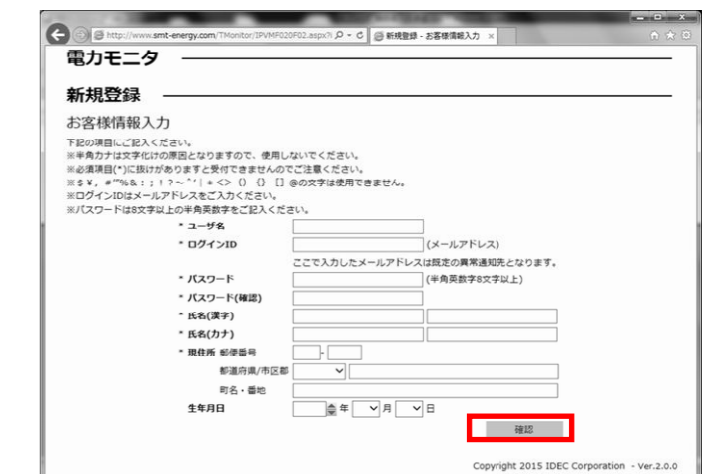 http://www.smt-energy.com/TMonitor/IPVMF020F02.aspx?i
新規登録 - お客様情報入力
電力モニタ
新規登録
お客様情報入力
下記の項目にご記入ください。
※半角カナは文字化けの原因となりますので、使用しないでください。
※必須項目(*)に抜けがありますと受付できませんのでご注意ください。
※$￥, #'"%&:;!?~^'|+<> () {} [] @の文字は使用できません。
※ログインIDはメールアドレスをご入力ください。
※パスワードは8文字以上の半角英数字をご記入ください。
* ユーザ名
* ログインID (メールアドレス)
ここで入力したメールアドレスは既定の異常通知先となります。
* パスワード (半角英数字8文字以上)
* パスワード(確認)
* 氏名(漢字)
* 氏名(カナ)
* 現住所 郵便番号 -
都道府県/市区郡
町名・番地
生年月日 年 月 日
確認
Copyright 2015 IDEC Corporation - Ver.2.0.0